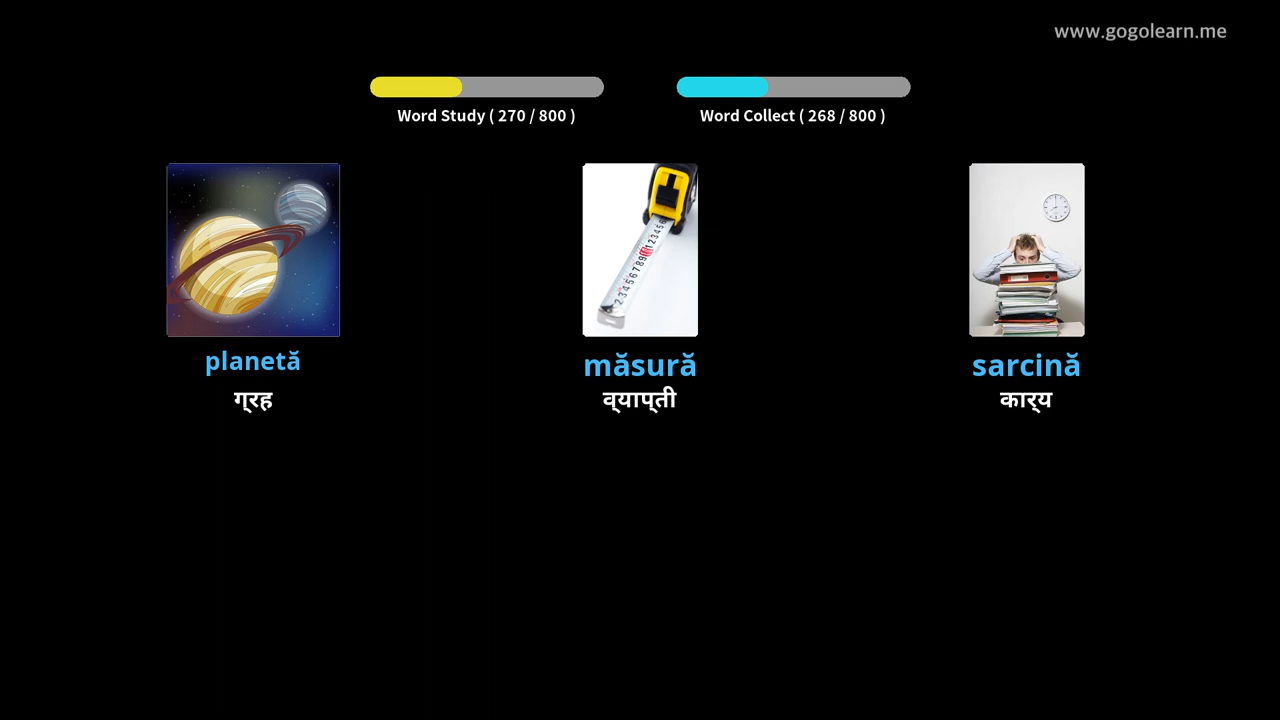 www.gogolearn.me
Word Study ( 270 / 800 )
Word Collect ( 268 / 800 )
planetă
măsură
sarcină
ग्रह
व्याप्ती
कार्य